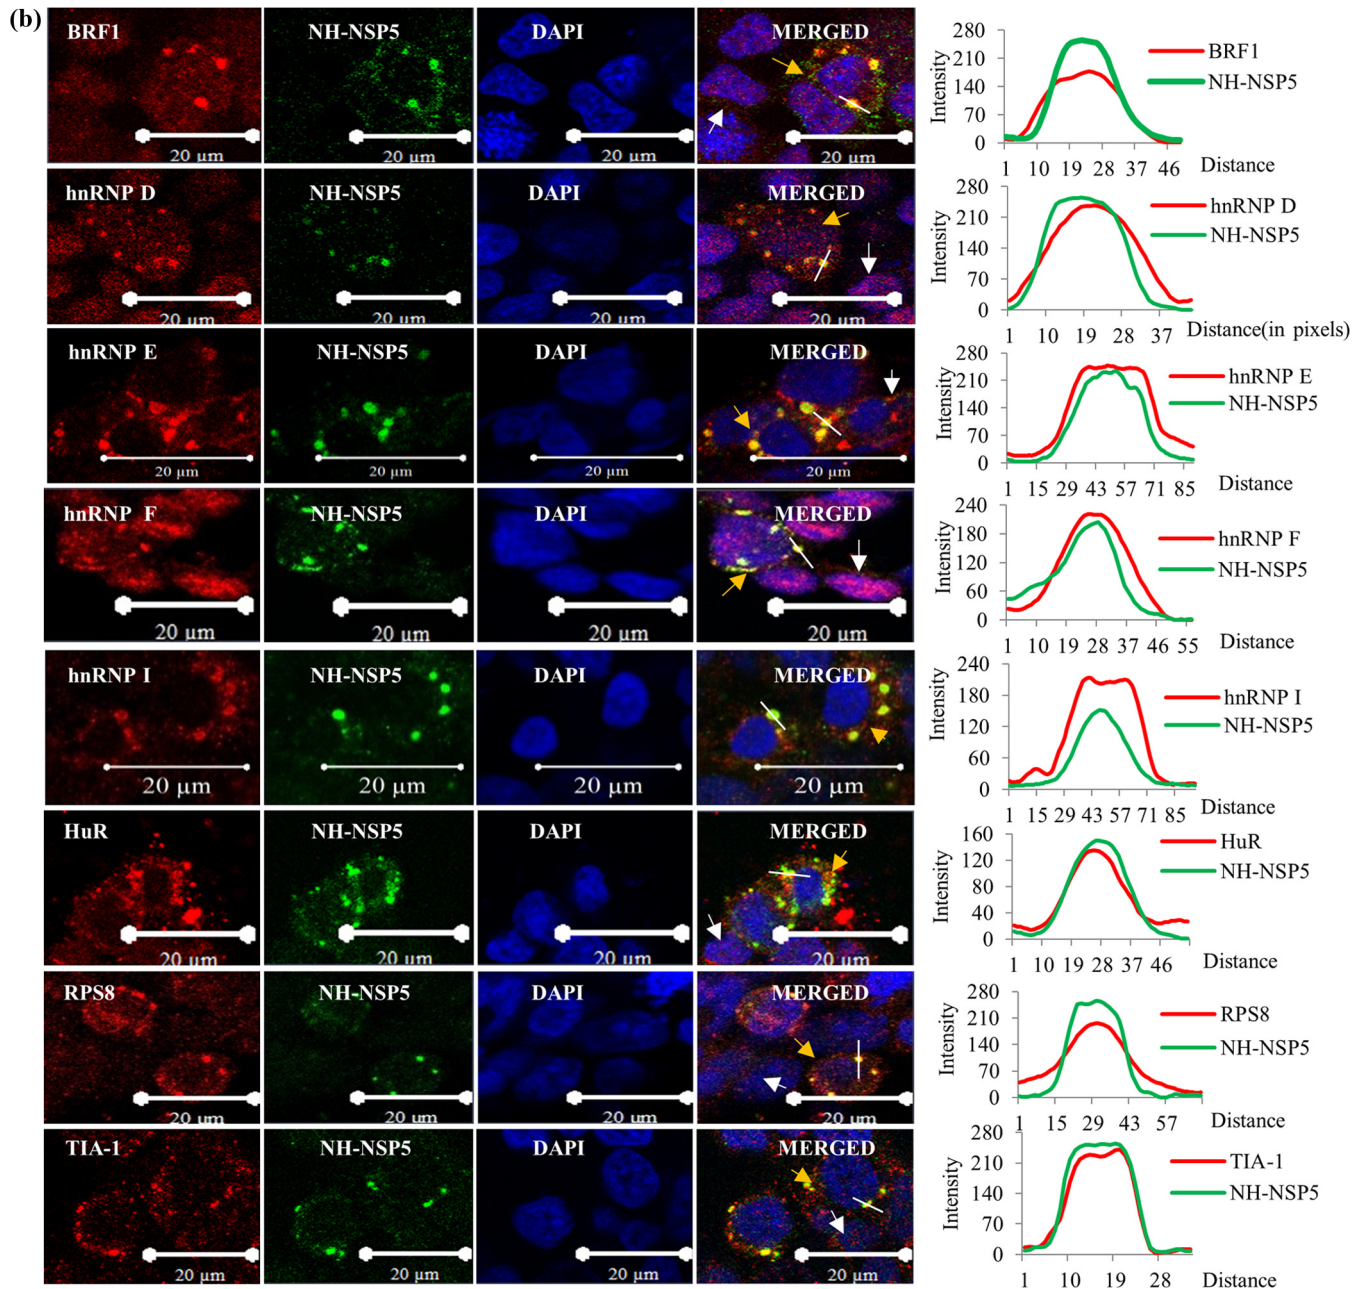 (b)
BRF1 NH-NSP5 DAPI MERGED
20 µm 20 µm 20 µm 20 µm
280
210
140
70
0
Intensity
1 10 19 28 37 46 Distance
BRF1
NH-NSP5
hnRNP D NH-NSP5 DAPI MERGED
20 µm 20 µm 20 µm 20 µm
280
210
140
70
0
1 10 19 28 37 Distance(in pixels)
hnRNP D
NH-NSP5
hnRNP E NH-NSP5 DAPI MERGED
20 µm 20 µm 20 µm 20 µm
280
210
140
70
0
Intensity
1 15 29 43 57 71 85 Distance
hnRNP E
NH-NSP5
hnRNP F NH-NSP5 DAPI MERGED
20 µm 20 µm 20 µm 20 µm
240
180
120
60
0
Intensity
1 10 19 28 37 46 55 Distance
hnRNP F
NH-NSP5
hnRNP I NH-NSP5 DAPI MERGED
20 µm 20 µm 20 µm 20 µm
240
180
120
60
0
Intensity
1 15 29 43 57 71 85 Distance
hnRNP I
NH-NSP5
HuR NH-NSP5 DAPI MERGED
20 µm 20 µm 20 µm 20 µm
160
120
80
40
0
Intensity
1 10 19 28 37 46 Distance
HuR
NH-NSP5
RPS8 NH-NSP5 DAPI MERGED
20 µm 20 µm 20 µm 20 µm
280
210
140
70
0
Intensity
1 15 29 43 57 Distance
RPS8
NH-NSP5
TIA-1 NH-NSP5 DAPI MERGED
20 µm 20 µm 20 µm 20 µm
280
210
140
70
0
Intensity
1 10 19 28 Distance
TIA-1
NH-NSP5